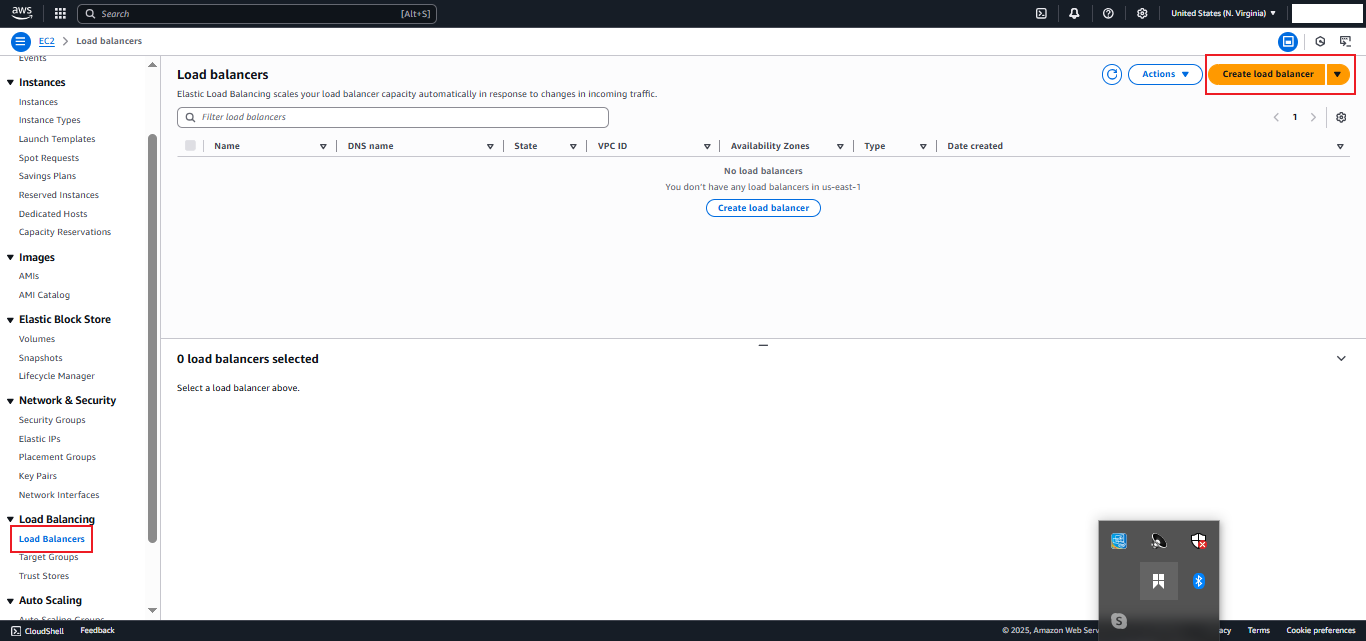 aws
Search [Alt+S]
United States (N. Virginia)
EC2 Load balancers
Events
Instances
Instances
Instance Types
Launch Templates
Spot Requests
Savings Plans
Reserved Instances
Dedicated Hosts
Capacity Reservations
Images
AMIs
AMI Catalog
Elastic Block Store
Volumes
Snapshots
Lifecycle Manager
Network & Security
Security Groups
Elastic IPs
Placement Groups
Key Pairs
Network Interfaces
Load Balancing
Load Balancers
Target Groups
Trust Stores
Auto Scaling
Auto Scaling Groups
Load balancers
Actions
Create load balancer
Elastic Load Balancing scales your load balancer capacity automatically in response to changes in incoming traffic.
Filter load balancers
1
Name DNS name State VPC ID Availability Zones Type Date created
No load balancers
You don't have any load balancers in us-east-1
Create load balancer
0 load balancers selected
Select a load balancer above.
S
CloudShell Feedback © 2025, Amazon Web Serv acy Terms Cookie preferences